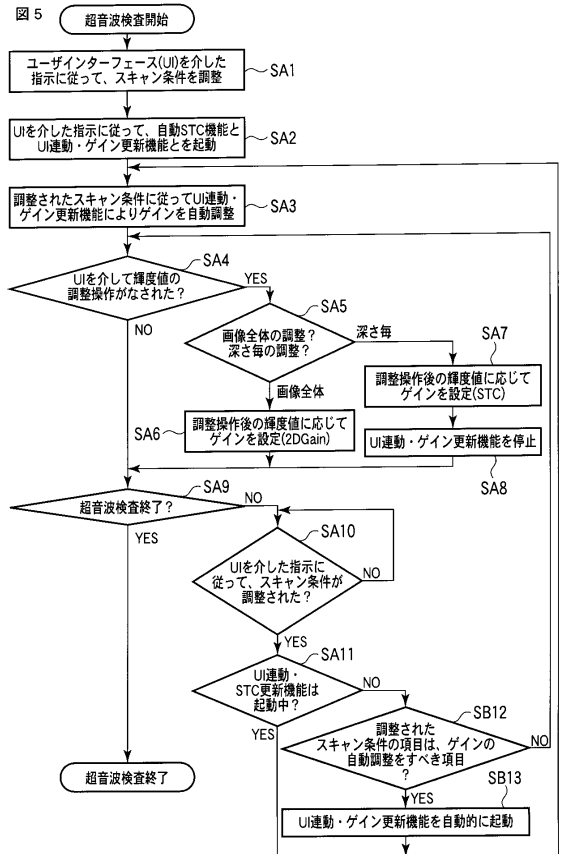 図5
超音波検査開始
ユーザインターフェース(UI)を介した
指示に従って、スキャン条件を調整
SA1
UIを介した指示に従って、自動STC機能と
UI連動・ゲイン更新機能とを起動
SA2
調整されたスキャン条件に従ってUI連動・
ゲイン更新機能によりゲインを自動調整
SA3
UIを介して輝度値の
調整操作がなされた?
SA4
YES
NO
画像全体の調整?
深さ毎の調整?
SA5
深さ毎
画像全体
調整操作後の輝度値に応じて
ゲインを設定(STC)
SA7
調整操作後の輝度値に応じて
ゲインを設定(2DGain)
SA6
UI連動・ゲイン更新機能を停止
SA8
超音波検査終了?
SA9
NO
YES
UIを介した指示に
従って、スキャン条件が
調整された?
SA10
NO
YES
UI連動・
STC更新機能は
起動中?
SA11
NO
YES
調整された
スキャン条件の項目は、ゲインの
自動調整をすべき項目
?
SB12
NO
YES
超音波検査終了
UI連動・ゲイン更新機能を自動的に起動
SB13